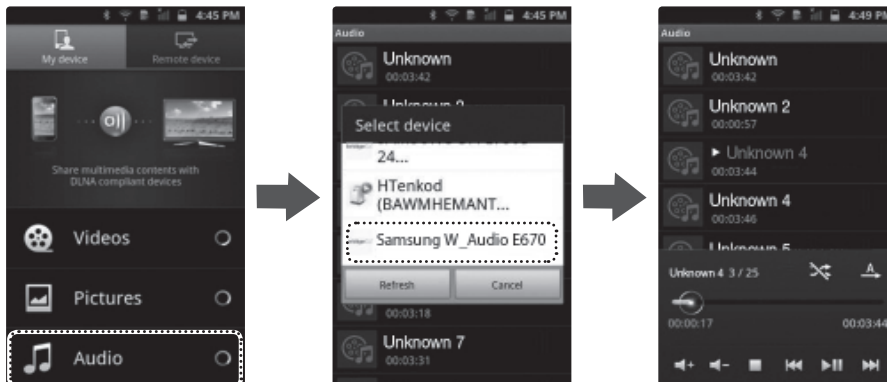 4:45 PM
My device
Remote device
Share multimedia contents with
DLNA compliant devices
Videos
Pictures
Audio
4:45 PM
Audio
Unknown
00:03:42
Select device
24...
HTenkod
(BAWMHEMANT...
Samsung W_Audio E670
Refresh
Cancel
00:03:18
Unknown 7
00:03:31
4:49 PM
Audio
Unknown
00:03:42
Unknown 2
00:00:57
Unknown 4
00:03:44
Unknown 4
00:03:46
Unknown 5
Unknown 4 3 / 25
A
00:00:17
00:03:44